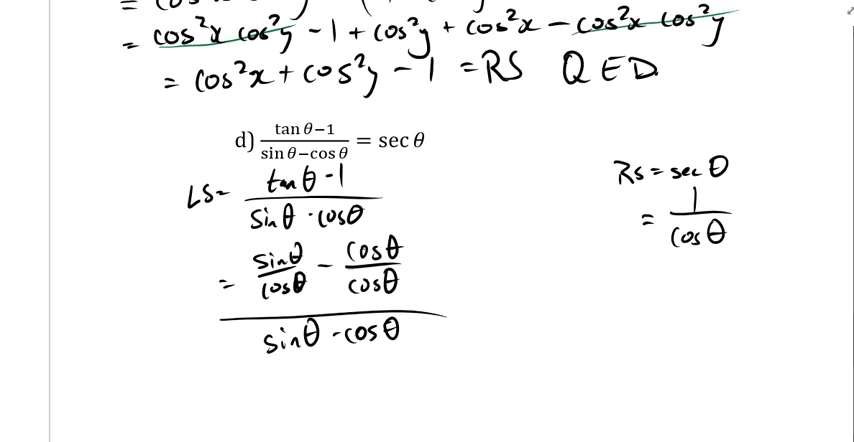 = cos²x cos²y - 1 + cos²y + cos²x - cos²x cos²y
= cos²x + cos²y - 1 = RS QED
d) (tan θ−1)/(sin θ−cos θ) = sec θ
LS = (tan θ - 1)/(sin θ - cos θ)
= (sin θ/cos θ - cos θ/cos θ)/(sin θ - cos θ)
RS = sec θ
= 1/cos θ